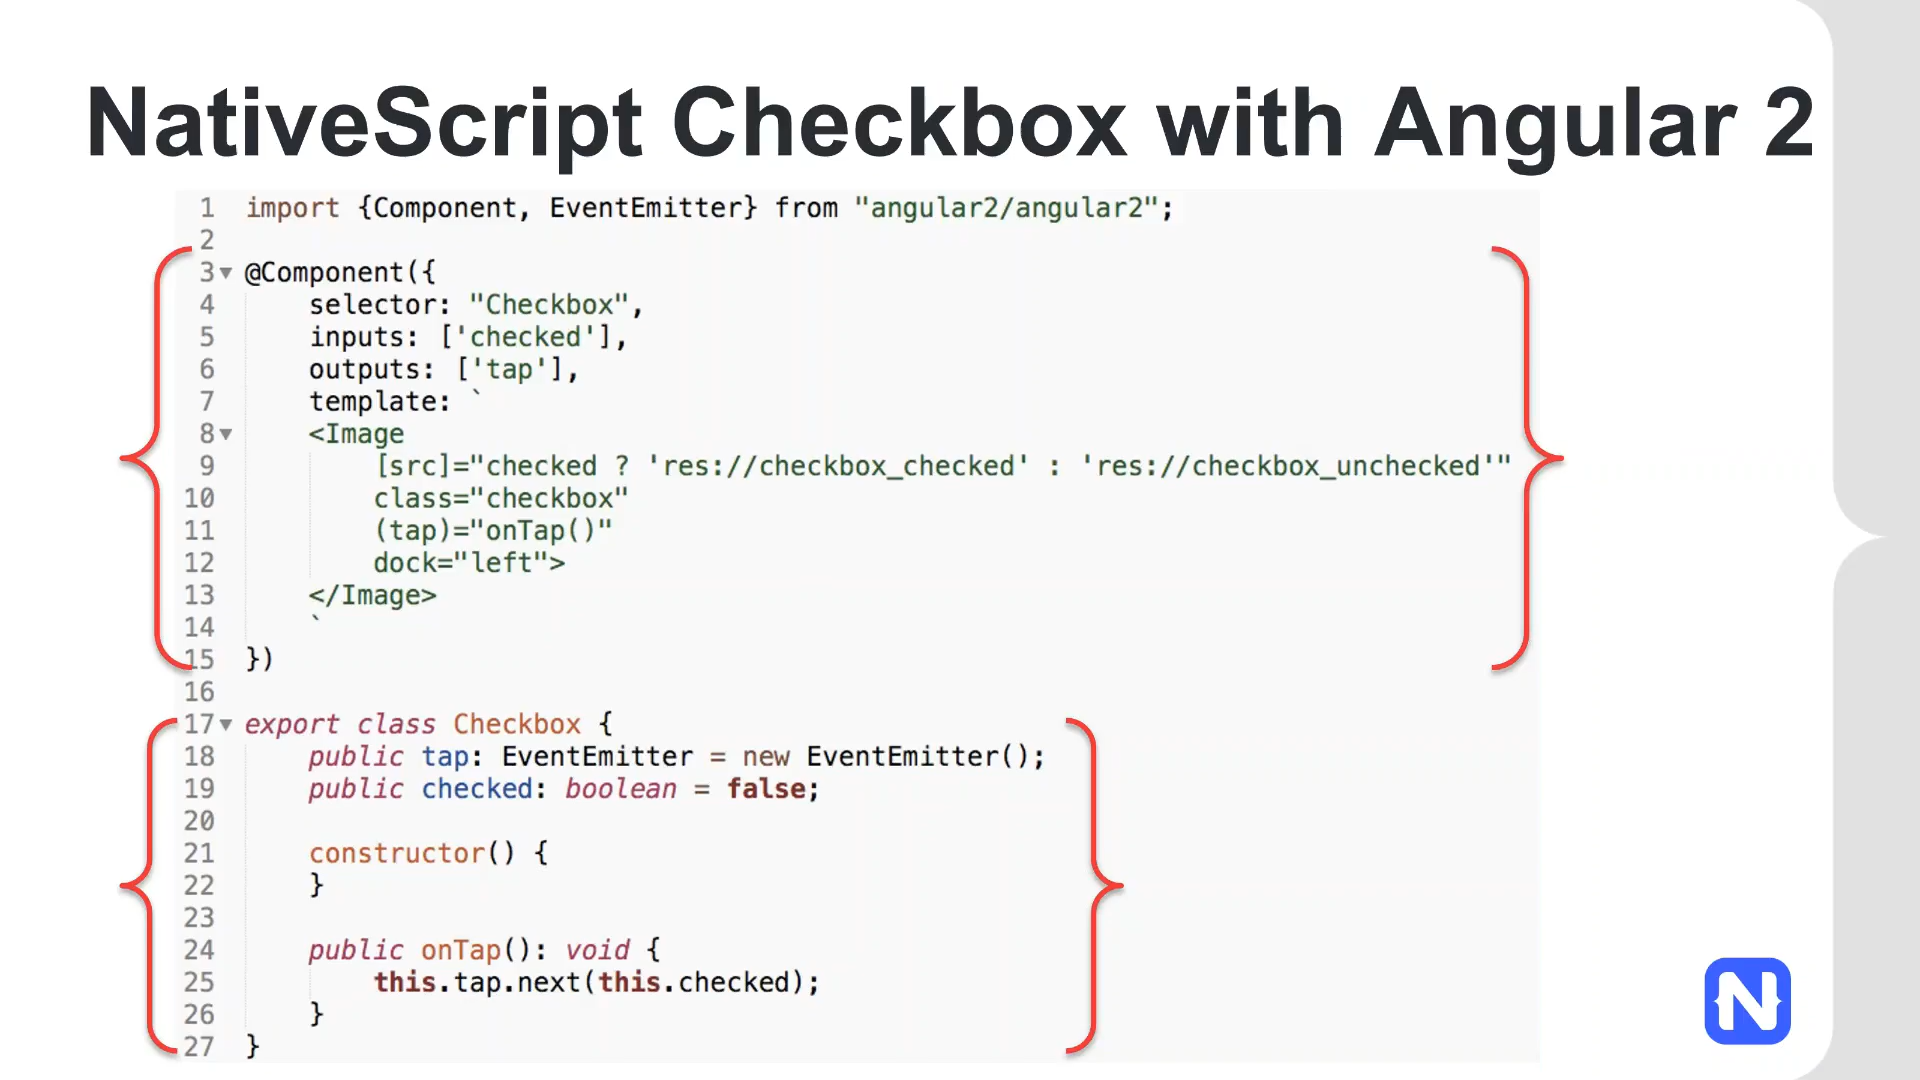 NativeScript Checkbox with Angular 2
1 import {Component, EventEmitter} from "angular2/angular2";
2
3 @Component({
4     selector: "Checkbox",
5     inputs: ['checked'],
6     outputs: ['tap'],
7     template: `
8     <Image
9         [src]="checked ? 'res://checkbox_checked' : 'res://checkbox_unchecked'"
10         class="checkbox"
11         (tap)="onTap()"
12         dock="left">
13     </Image>
14     `
15 })
16
17 export class Checkbox {
18     public tap: EventEmitter = new EventEmitter();
19     public checked: boolean = false;
20
21     constructor() {
22     }
23
24     public onTap(): void {
25         this.tap.next(this.checked);
26     }
27 }
N